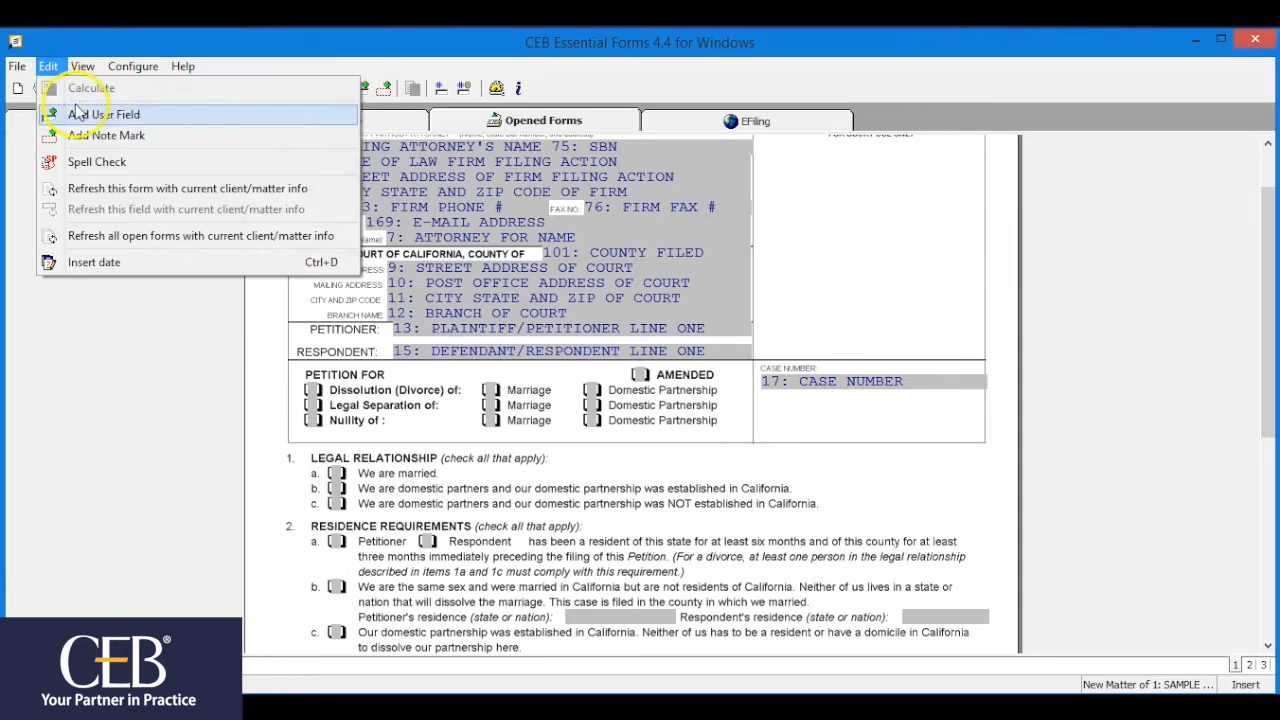 CEB Essential Forms 4.4 for Windows
File Edit View Configure Help
Calculate
Add User Field
Add Note Mark
Spell Check
Refresh this form with current client/matter info
Refresh this field with current client/matter info
Refresh all open forms with current client/matter info
Insert date Ctrl+D
Opened Forms
EFiling
ING ATTORNEY'S NAME 75: SBN
E OF LAW FIRM FILING ACTION
REET ADDRESS OF FIRM FILING ACTION
Y STATE AND ZIP CODE OF FIRM
3: FIRM PHONE # FAX NO. 76: FIRM FAX #
169: E-MAIL ADDRESS
Name) 7: ATTORNEY FOR NAME
OURT OF CALIFORNIA, COUNTY OF 101: COUNTY FILED
RESS: 9: STREET ADDRESS OF COURT
MAILING ADDRESS: 10: POST OFFICE ADDRESS OF COURT
CITY AND ZIP CODE: 11: CITY STATE AND ZIP OF COURT
BRANCH NAME: 12: BRANCH OF COURT
PETITIONER: 13: PLAINTIFF/PETITIONER LINE ONE
RESPONDENT: 15: DEFENDANT/RESPONDENT LINE ONE
PETITION FOR AMENDED
Dissolution (Divorce) of: Marriage Domestic Partnership
Legal Separation of: Marriage Domestic Partnership
Nullity of : Marriage Domestic Partnership
CASE NUMBER:
17: CASE NUMBER
1. LEGAL RELATIONSHIP (check all that apply):
a. We are married.
b. We are domestic partners and our domestic partnership was established in California.
c. We are domestic partners and our domestic partnership was NOT established in California.
2. RESIDENCE REQUIREMENTS (check all that apply):
a. Petitioner Respondent has been a resident of this state for at least six months and of this county for at least
three months immediately preceding the filing of this Petition. (For a divorce, at least one person in the legal relationship
described in items 1a and 1c must comply with this requirement.)
b. We are the same sex and were married in California but are not residents of California. Neither of us lives in a state or
nation that will dissolve the marriage. This case is filed in the county in which we married.
Petitioner's residence (state or nation): Respondent's residence (state or nation):
c. Our domestic partnership was established in California. Neither of us has to be a resident or have a domicile in California
to dissolve our partnership here.
1 2 3
New Matter of 1: SAMPLE ... Insert
CEB®
Your Partner in Practice